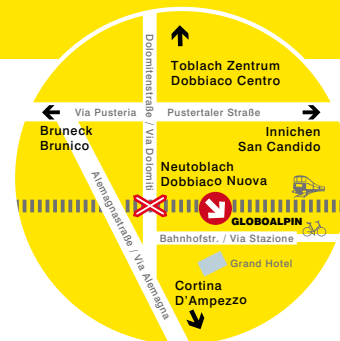 Toblach Zentrum
Dobbiaco Centro
Dolomitenstraße / Via Dolomiti
Via Pusteria
Pustertaler Straße
Bruneck
Brunico
Innichen
San Candido
Neutoblach
Dobbiaco Nuova
Alemagnastraße / Via Alemagna
GLOBOALPIN
Bahnhofstr. / Via Stazione
Grand Hotel
Cortina
D'Ampezzo